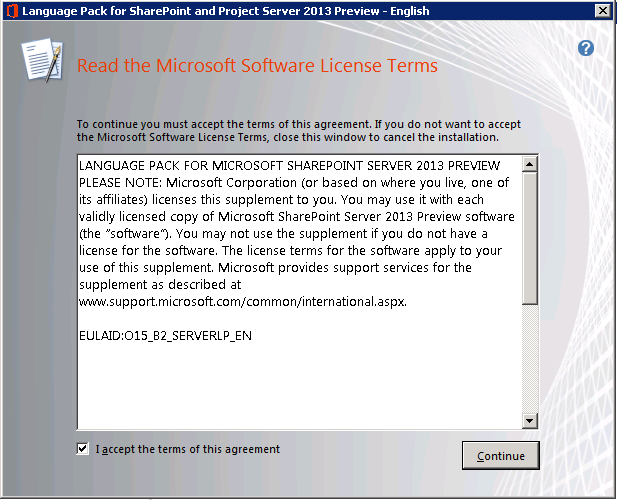 Language Pack for SharePoint and Project Server 2013 Preview - English
Read the Microsoft Software License Terms
To continue you must accept the terms of this agreement. If you do not want to accept
the Microsoft Software License Terms, close this window to cancel the installation.
LANGUAGE PACK FOR MICROSOFT SHAREPOINT SERVER 2013 PREVIEW
PLEASE NOTE: Microsoft Corporation (or based on where you live, one of
its affiliates) licenses this supplement to you. You may use it with each
validly licensed copy of Microsoft SharePoint Server 2013 Preview software
(the "software"). You may not use the supplement if you do not have a
license for the software. The license terms for the software apply to your
use of this supplement. Microsoft provides support services for the
supplement as described at
www.support.microsoft.com/common/international.aspx.
EULAID:O15_B2_SERVERLP_EN
I accept the terms of this agreement
Continue